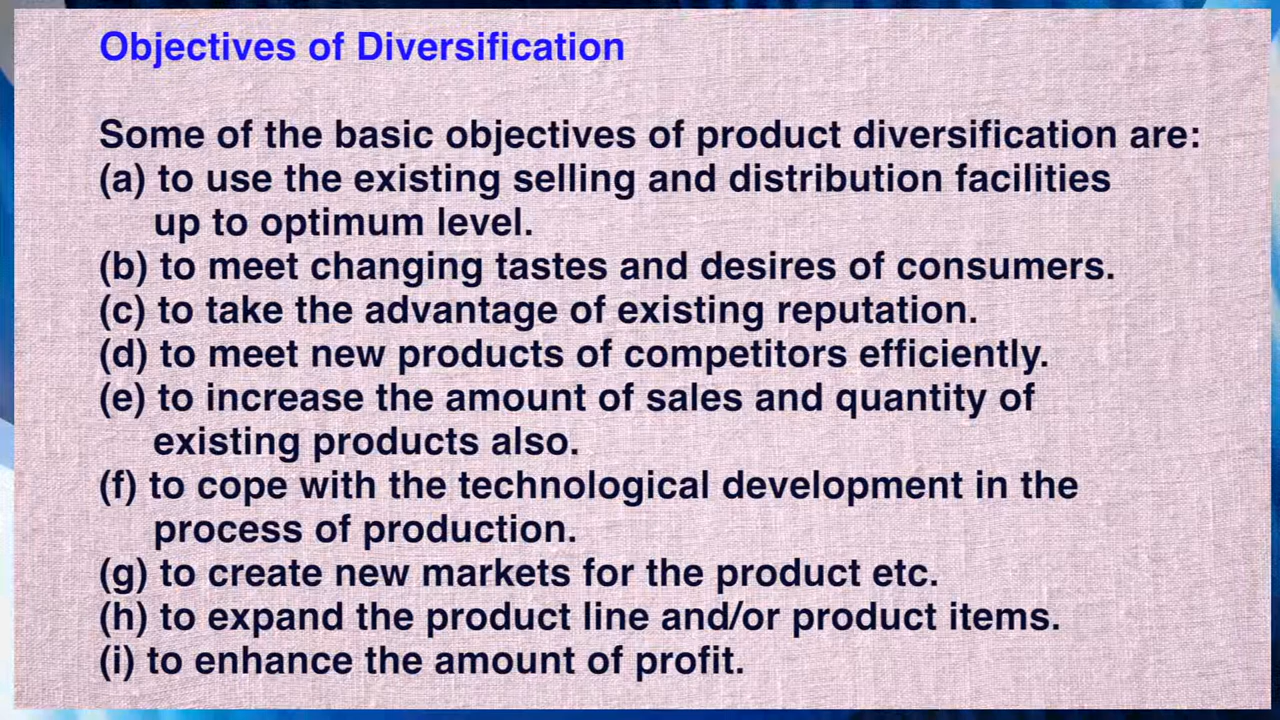 Objectives of Diversification
Some of the basic objectives of product diversification are:
(a) to use the existing selling and distribution facilities
up to optimum level.
(b) to meet changing tastes and desires of consumers.
(c) to take the advantage of existing reputation.
(d) to meet new products of competitors efficiently.
(e) to increase the amount of sales and quantity of
existing products also.
(f) to cope with the technological development in the
process of production.
(g) to create new markets for the product etc.
(h) to expand the product line and/or product items.
(i) to enhance the amount of profit.